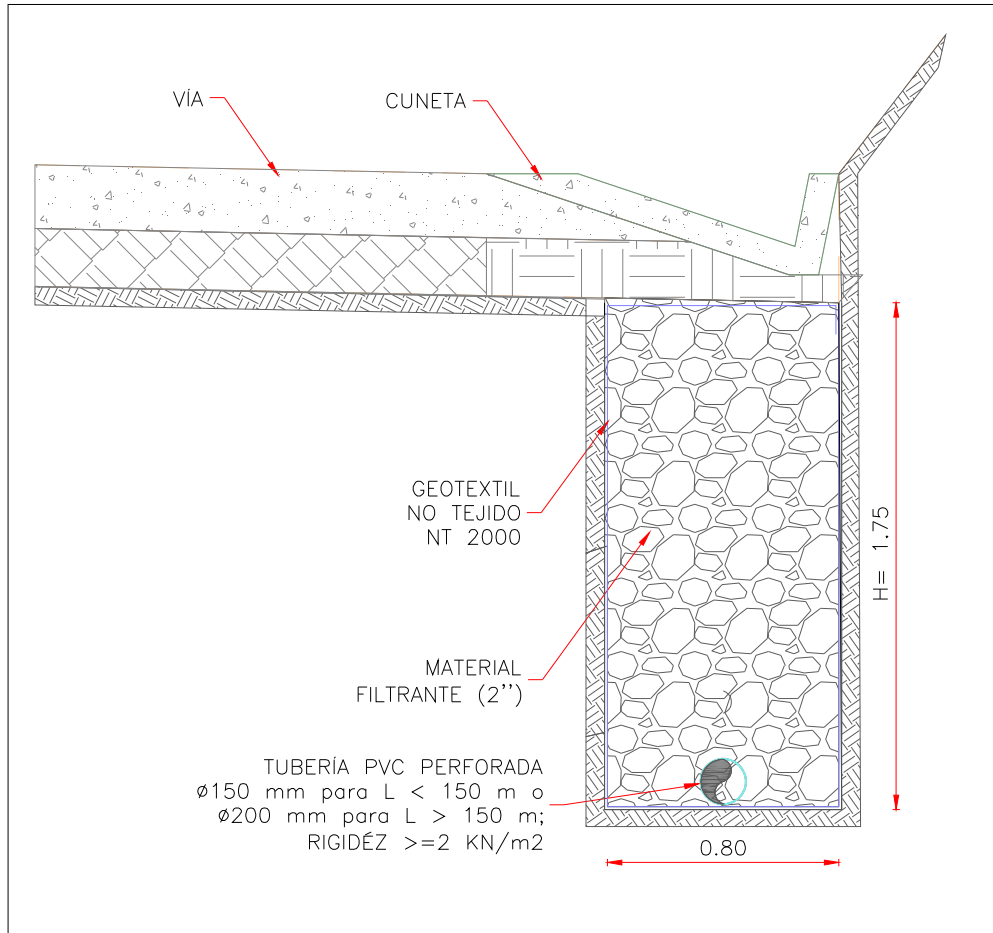 VÍA
CUNETA
GEOTEXTIL
NO TEJIDO
NT 2000
H= 1.75
MATERIAL
FILTRANTE (2’’)
TUBERÍA PVC PERFORADA
ø150 mm para L < 150 m o
ø200 mm para L > 150 m;
RIGIDÉZ >=2 KN/m2
0.80